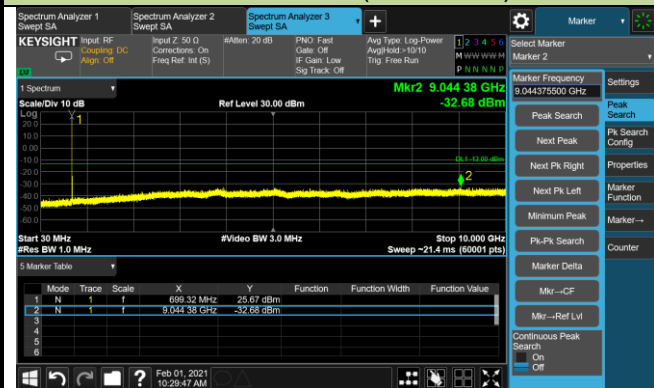 Spectrum Analyzer 1
Swept SA
Spectrum Analyzer 2
Swept SA
Spectrum Analyzer 3
Swept SA
Marker
KEYSIGHT
Input: RF
Coupling: DC
Align: Off
Input Z: 50 Ω
Corrections: On
Freq Ref: Int (S)
#Atten: 20 dB
PNO: Fast
Gate: Off
IF Gain: Low
Sig Track: Off
Avg Type: Log-Power
Avg|Hold:>10/10
Trig: Free Run
1 2 3 4 5 6
M W W W W M
P N N N N P
Select Marker
Marker 2
1 Spectrum
Scale/Div 10 dB
Ref Level 30.00 dBm
Mkr2 9.044 38 GHz
-32.68 dBm
Log
20.0
10.0
0.00
-10.0
-20.0
-30.0
-40.0
-50.0
-60.0
1
2
DL1 -13.00 dBm
Start 30 MHz
#Res BW 1.0 MHz
#Video BW 3.0 MHz
Stop 10.000 GHz
Sweep ~21.4 ms (60001 pts)
5 Marker Table
Mode Trace Scale X Y Function Function Width Function Value
1 N 1 f 699.32 MHz 25.67 dBm
2 N 1 f 9.044 38 GHz -32.68 dBm
3
4
5
6
Feb 01, 2021
10:29:47 AM
Marker Frequency
9.044375500 GHz
Peak Search
Next Peak
Next Pk Right
Next Pk Left
Minimum Peak
Pk-Pk Search
Marker Delta
Mkr→CF
Mkr→Ref Lvl
Continuous Peak
Search
On
Off
Settings
Peak
Search
Pk Search
Config
Properties
Marker
Function
Marker→
Counter